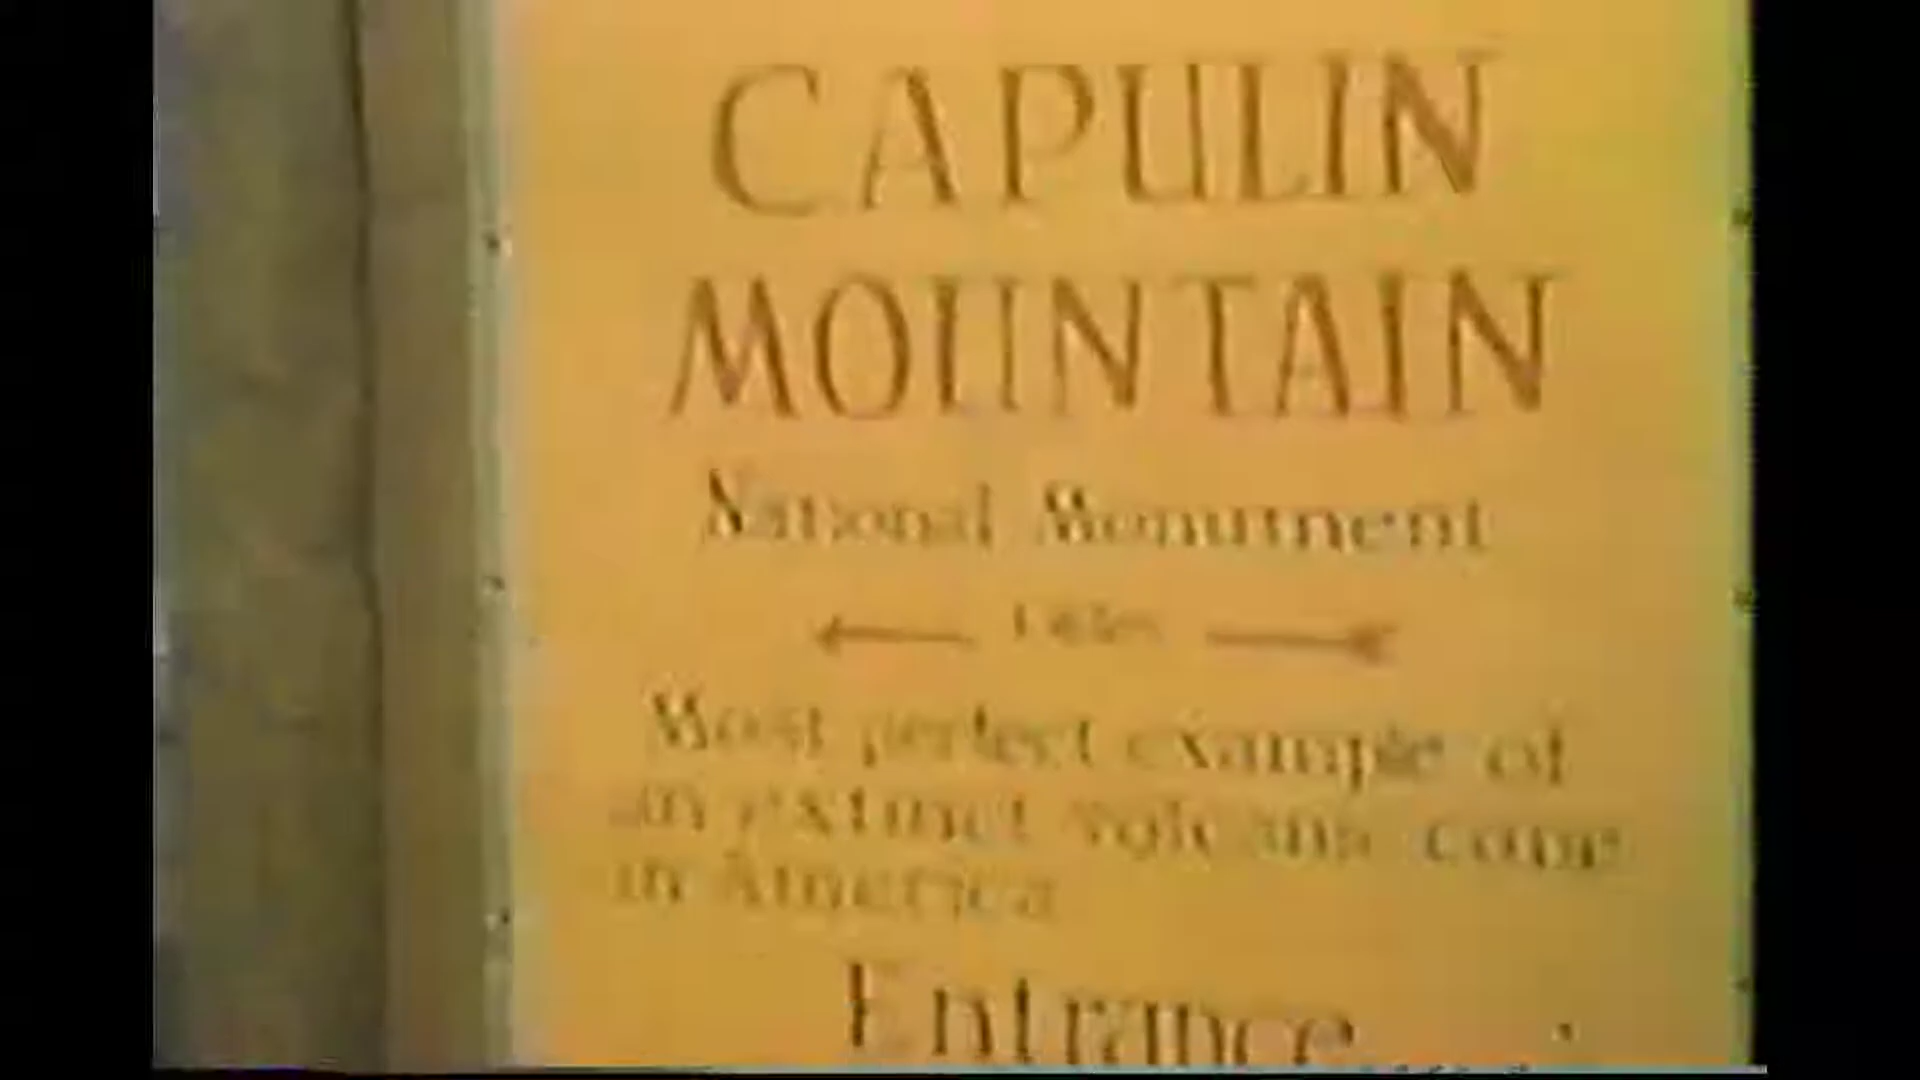 CAPULIN
MOUNTAIN
National Monument
Most perfect example of
an extinct volcanic cone
in America
Entrance